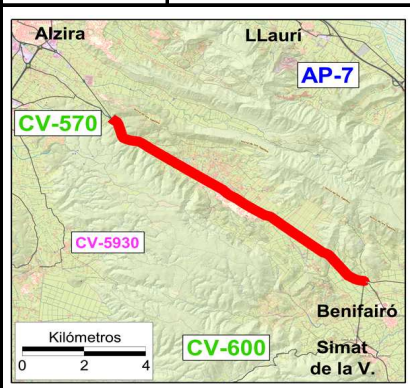 Alzira
LLaurí
AP-7
CV-570
CV-5930
Benifairó
Kilómetros
0 2 4
CV-600
Simat
de la V.